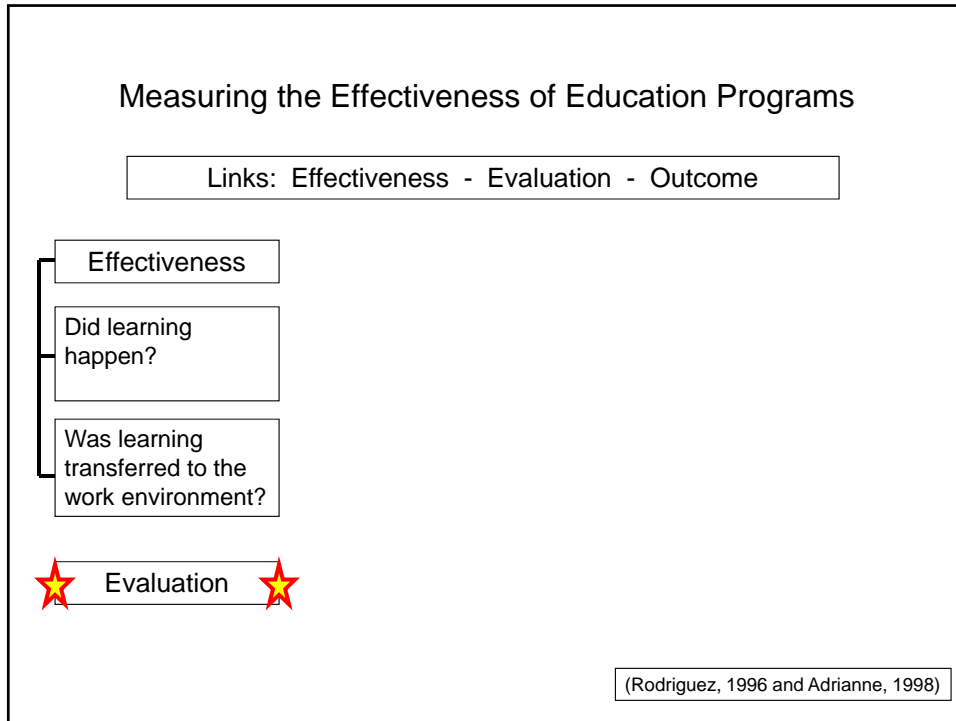 Measuring the Effectiveness of Education Programs
Links: Effectiveness - Evaluation - Outcome
Effectiveness
Did learning
happen?
Was learning
transferred to the
work environment?
Evaluation
(Rodriguez, 1996 and Adrianne, 1998)